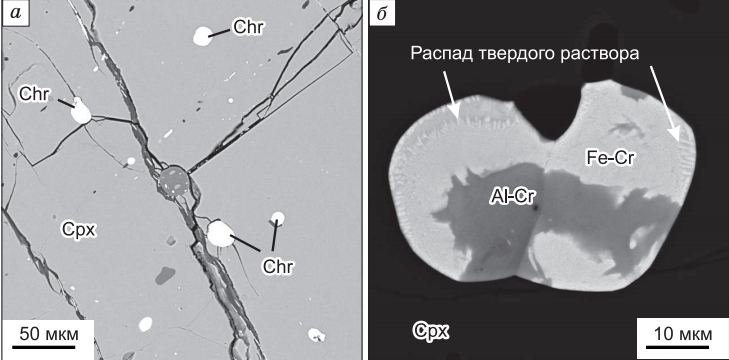 а
Chr
Chr
Cpx
Chr
50 мкм
б
Распад твердого раствора
Fe-Cr
Al-Cr
Cpx
10 мкм